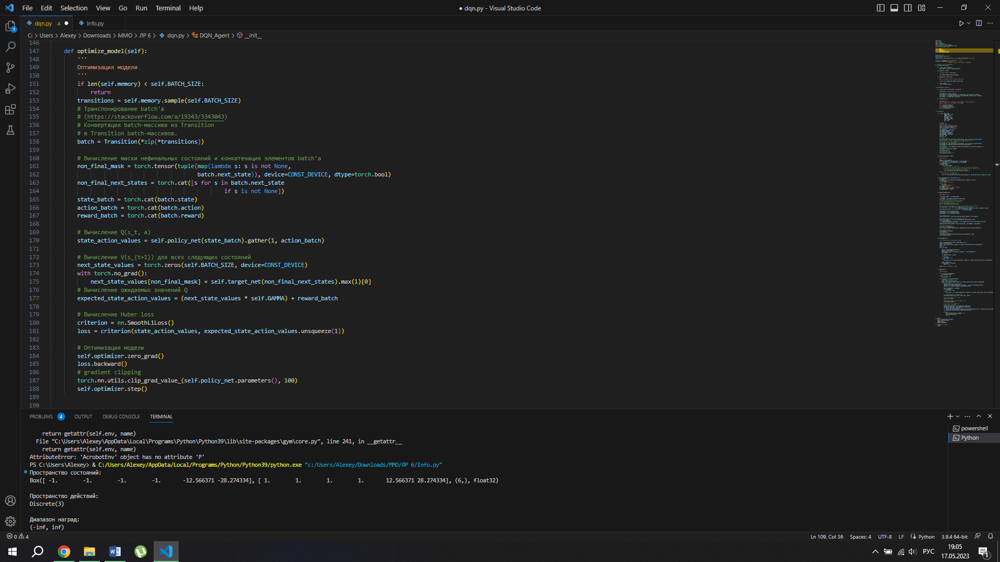 File Edit Selection View Go Run Terminal Help
● dqn.py - Visual Studio Code
dqn.py 4 ●
Info.py
C: > Users > Alexey > Downloads > MMO > ЛР 6 > dqn.py > DQN_Agent > __init__
146
147 def optimize_model(self):
148 '''
149 Оптимизация модели
150 '''
151 if len(self.memory) < self.BATCH_SIZE:
152 return
153 transitions = self.memory.sample(self.BATCH_SIZE)
154 # Транспонирование batch'а
155 # (https://stackoverflow.com/a/19343/3343043)
156 # Конвертация batch-массива из Transition
157 # в Transition batch-массивов.
158 batch = Transition(*zip(*transitions))
159
160 # Вычисление маски нефинальных состояний и конкатенация элементов batch'а
161 non_final_mask = torch.tensor(tuple(map(lambda s: s is not None,
162 batch.next_state)), device=CONST_DEVICE, dtype=torch.bool)
163 non_final_next_states = torch.cat([s for s in batch.next_state
164 if s is not None])
165 state_batch = torch.cat(batch.state)
166 action_batch = torch.cat(batch.action)
167 reward_batch = torch.cat(batch.reward)
168
169 # Вычисление Q(s_t, a)
170 state_action_values = self.policy_net(state_batch).gather(1, action_batch)
171
172 # Вычисление V(s_{t+1}) для всех следующих состояний
173 next_state_values = torch.zeros(self.BATCH_SIZE, device=CONST_DEVICE)
174 with torch.no_grad():
175 next_state_values[non_final_mask] = self.target_net(non_final_next_states).max(1)[0]
176 # Вычисление ожидаемых значений Q
177 expected_state_action_values = (next_state_values * self.GAMMA) + reward_batch
178
179 # Вычисление Huber loss
180 criterion = nn.SmoothL1Loss()
181 loss = criterion(state_action_values, expected_state_action_values.unsqueeze(1))
182
183 # Оптимизация модели
184 self.optimizer.zero_grad()
185 loss.backward()
186 # gradient clipping
187 torch.nn.utils.clip_grad_value_(self.policy_net.parameters(), 100)
188 self.optimizer.step()
189
190
PROBLEMS 4 OUTPUT DEBUG CONSOLE TERMINAL
return getattr(self.env, name)
File "C:\Users\Alexey\AppData\Local\Programs\Python\Python39\lib\site-packages\gym\core.py", line 241, in __getattr__
return getattr(self.env, name)
AttributeError: 'AcrobotEnv' object has no attribute 'P'
PS C:\Users\Alexey> & C:/Users/Alexey/AppData/Local/Programs/Python/Python39/python.exe "c:/Users/Alexey/Downloads/MMO/ЛР 6/Info.py"
Пространство состояний:
Box([ -1. -1. -1. -1. -12.566371 -28.274334], [ 1. 1. 1. 1. 12.566371 28.274334], (6,), float32)
Пространство действий:
Discrete(3)
Диапазон наград:
(-inf, inf)
powershell
Python
0 4
Ln 109, Col 36 Spaces: 4 UTF-8 LF Python 3.9.4 64-bit
РУС
19:05
17.05.2023
1